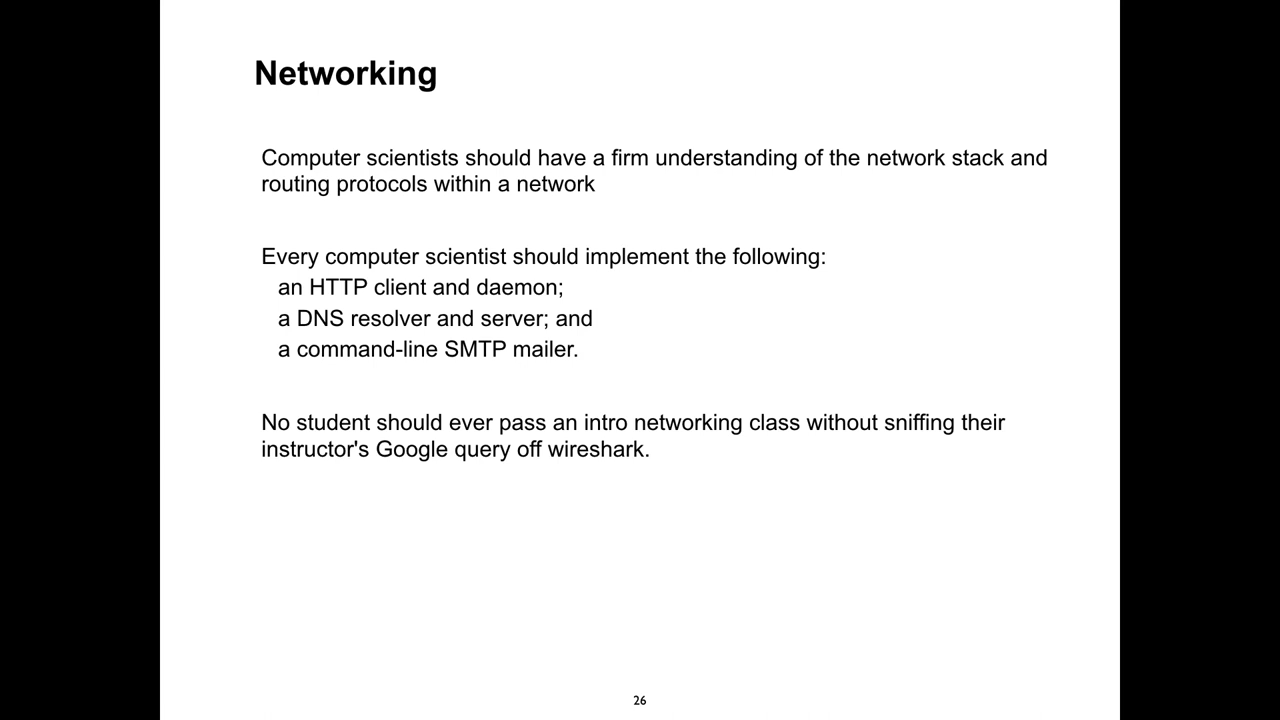 Networking
Computer scientists should have a firm understanding of the network stack and
routing protocols within a network
Every computer scientist should implement the following:
an HTTP client and daemon;
a DNS resolver and server; and
a command-line SMTP mailer.
No student should ever pass an intro networking class without sniffing their
instructor's Google query off wireshark.
26